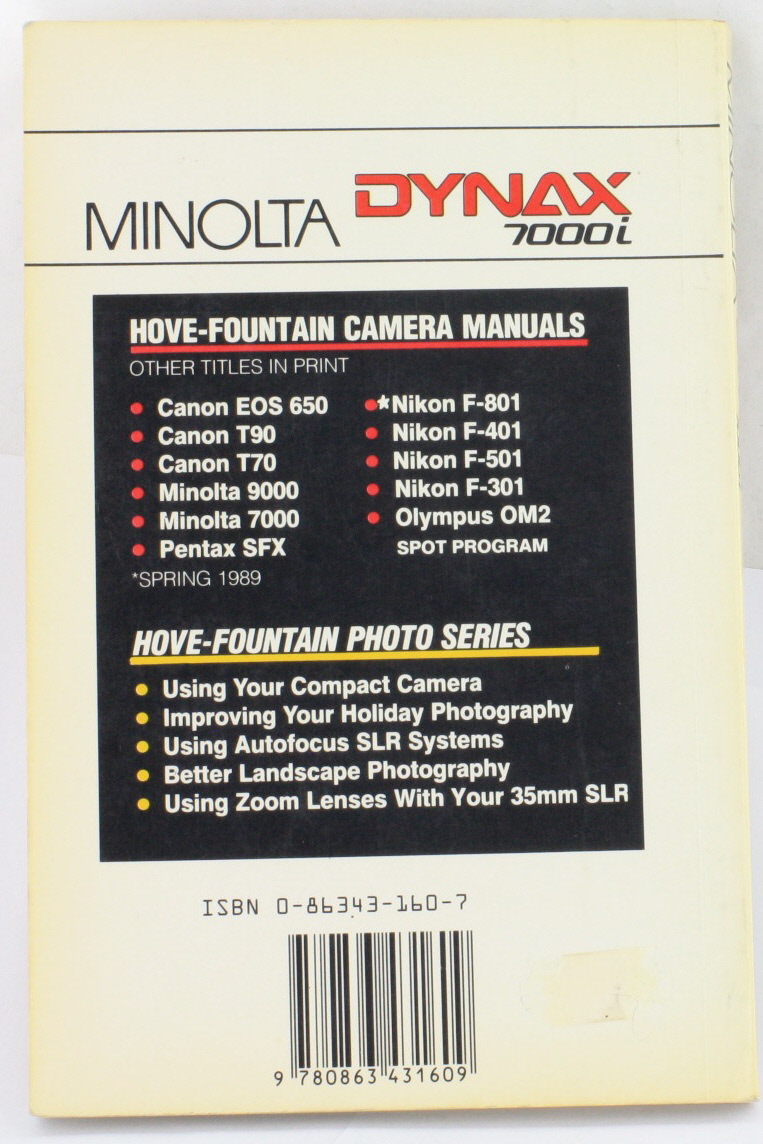 MINOLTA DYNAX
7000i
HOVE-FOUNTAIN CAMERA MANUALS
OTHER TITLES IN PRINT
Canon EOS 650
Canon T90
Canon T70
Minolta 9000
Minolta 7000
Pentax SFX
*SPRING 1989
*Nikon F-801
Nikon F-401
Nikon F-501
Nikon F-301
Olympus OM2
SPOT PROGRAM
HOVE-FOUNTAIN PHOTO SERIES
Using Your Compact Camera
Improving Your Holiday Photography
Using Autofocus SLR Systems
Better Landscape Photography
Using Zoom Lenses With Your 35mm SLR
ISBN 0-86343-160-7
9 780863 431609